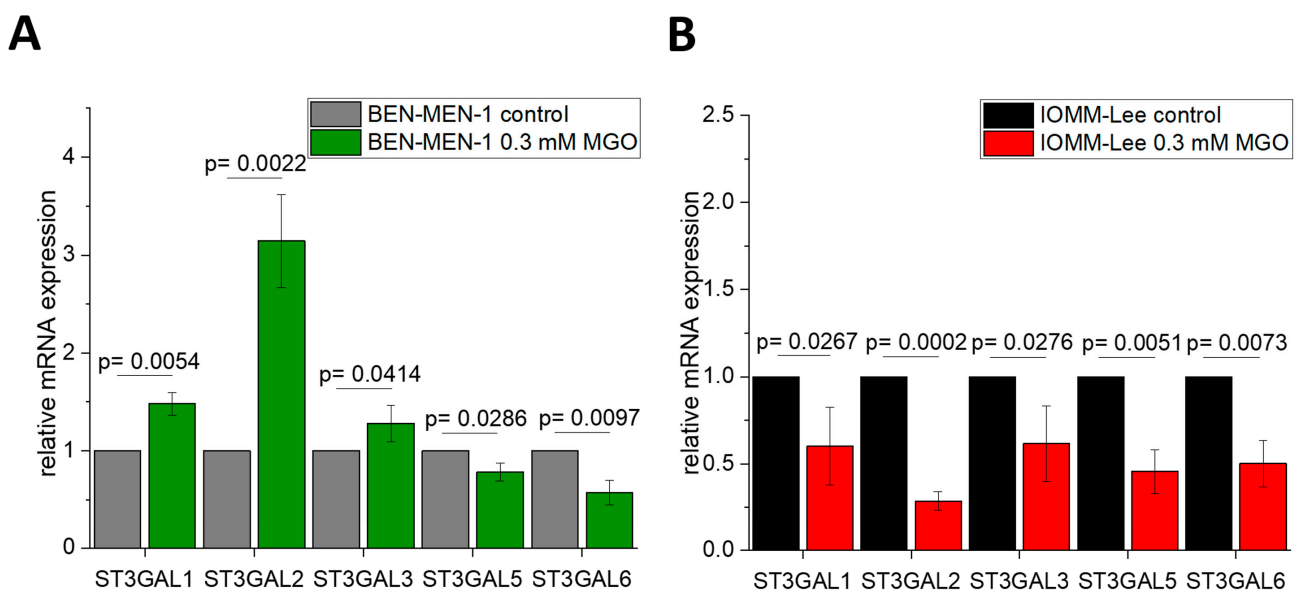 A
BEN-MEN-1 control
BEN-MEN-1 0.3 mM MGO
relative mRNA expression
4
3
2
1
0
p= 0.0054
p= 0.0022
p= 0.0414
p= 0.0286
p= 0.0097
ST3GAL1 ST3GAL2 ST3GAL3 ST3GAL5 ST3GAL6
B
IOMM-Lee control
IOMM-Lee 0.3 mM MGO
relative mRNA expression
2.5
2.0
1.5
1.0
0.5
0.0
p= 0.0267
p= 0.0002
p= 0.0276
p= 0.0051
p= 0.0073
ST3GAL1 ST3GAL2 ST3GAL3 ST3GAL5 ST3GAL6